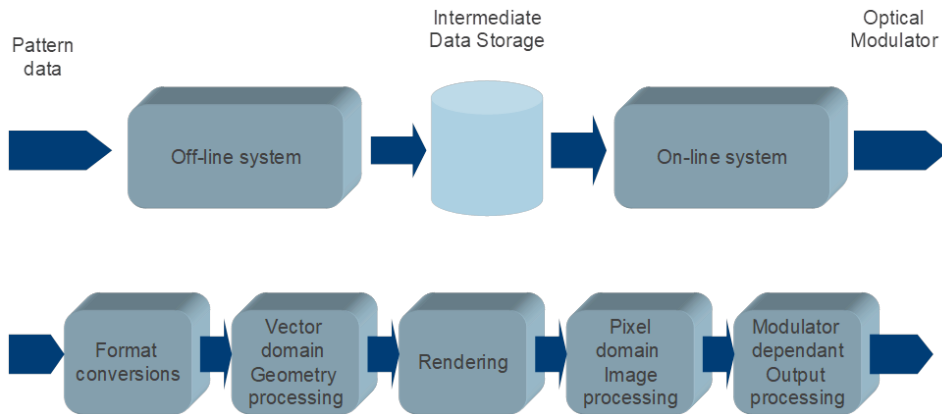 Pattern
data
Intermediate
Data Storage
Optical
Modulator
Off-line system
On-line system
Format
conversions
Vector
domain
Geometry
processing
Rendering
Pixel
domain
Image
processing
Modulator
dependant
Output
processing